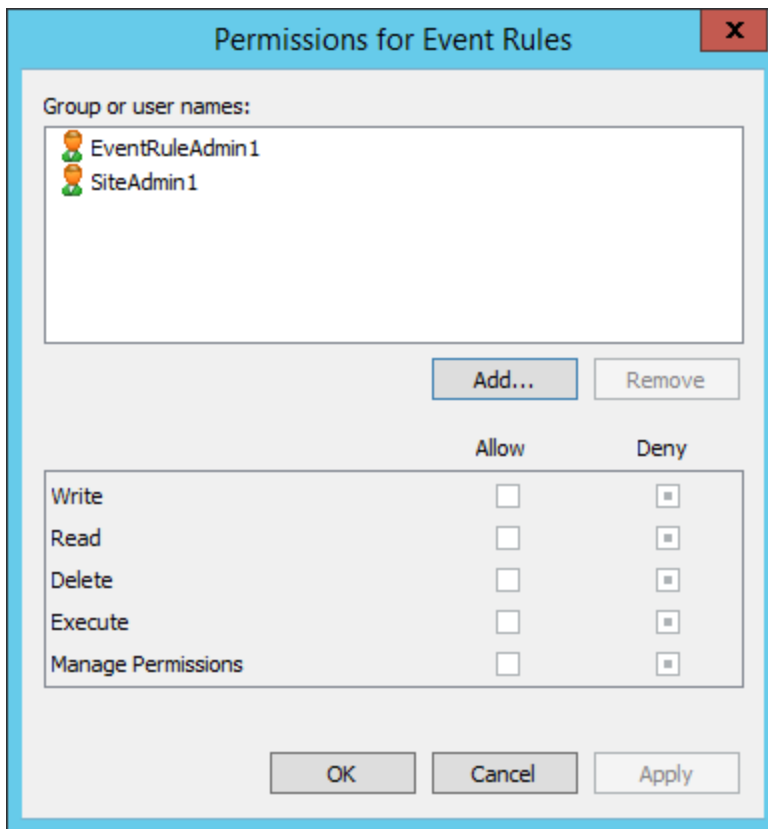 Permissions for Event Rules
x
Group or user names:
EventRuleAdmin1
SiteAdmin1
Add... Remove
Allow Deny
Write
Read
Delete
Execute
Manage Permissions
OK Cancel Apply